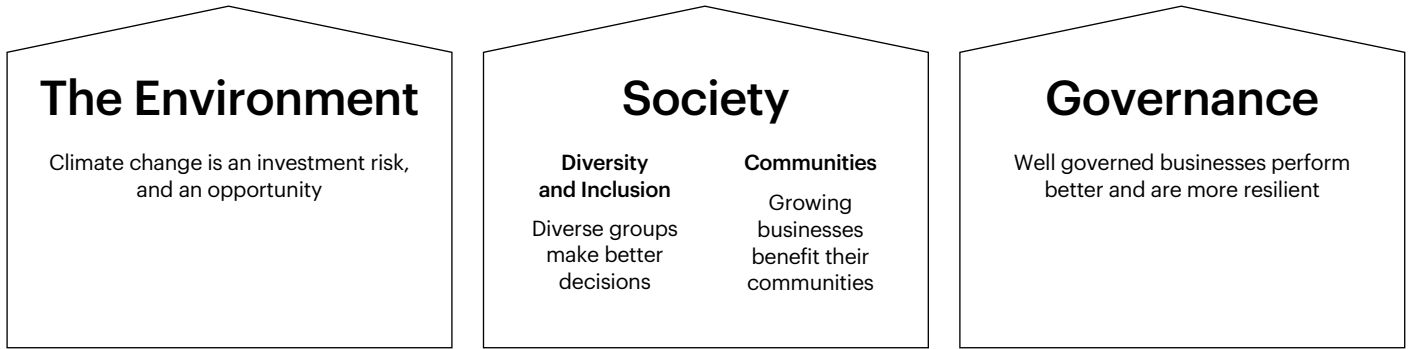 The Environment
Climate change is an investment risk,
and an opportunity
Society
Diversity
and Inclusion
Diverse groups
make better
decisions
Communities
Growing
businesses
benefit their
communities
Governance
Well governed businesses perform
better and are more resilient